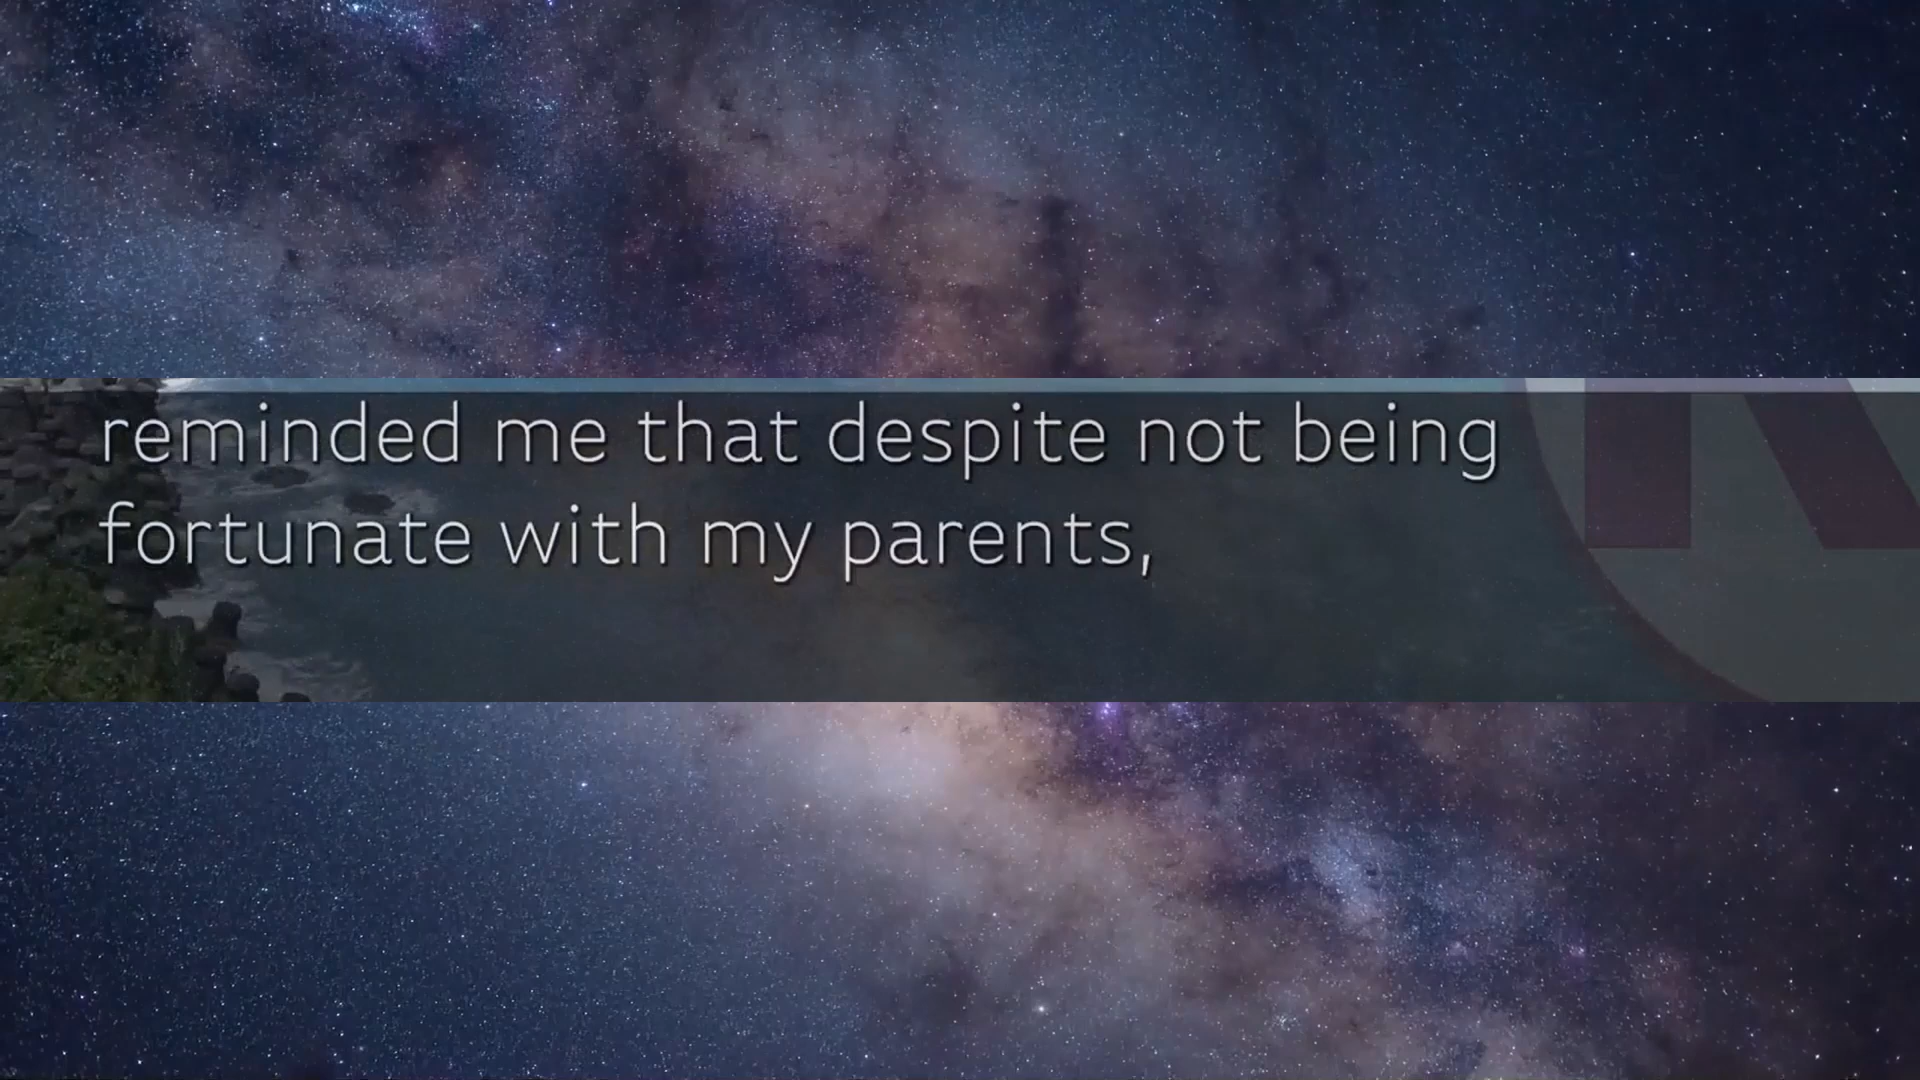 reminded me that despite not being
fortunate with my parents,